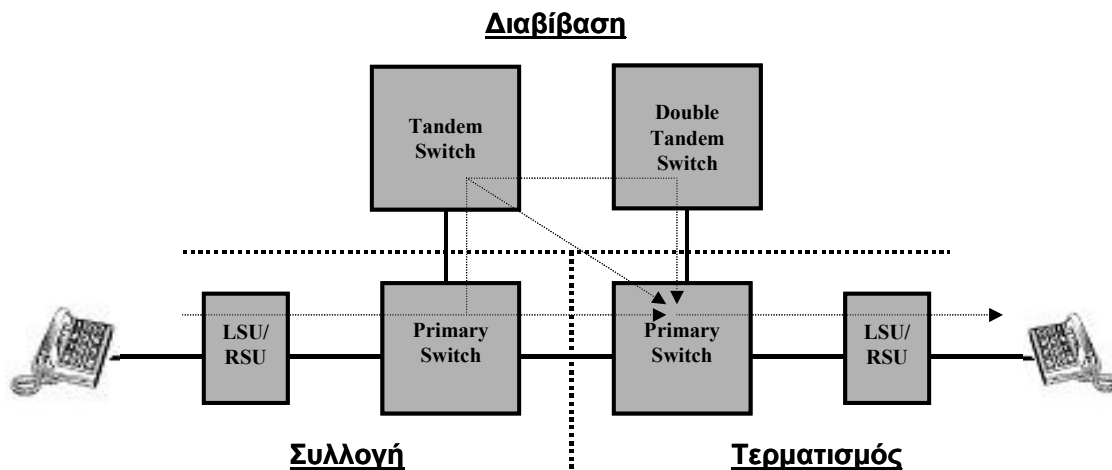 Διαβίβαση
Tandem
Switch
Double
Tandem
Switch
LSU/
RSU
Primary
Switch
Primary
Switch
LSU/
RSU
Συλλογή
Τερματισμός